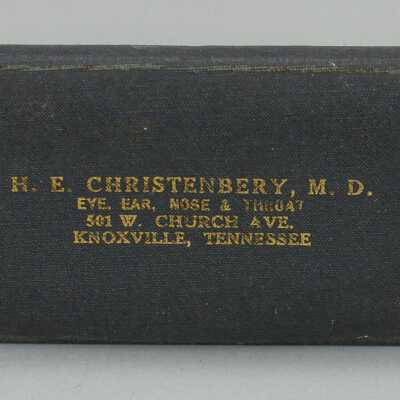 H. E. CHRISTENBERY, M. D.
EYE, EAR, NOSE & THROAT
501 W. CHURCH AVE.
KNOXVILLE, TENNESSEE